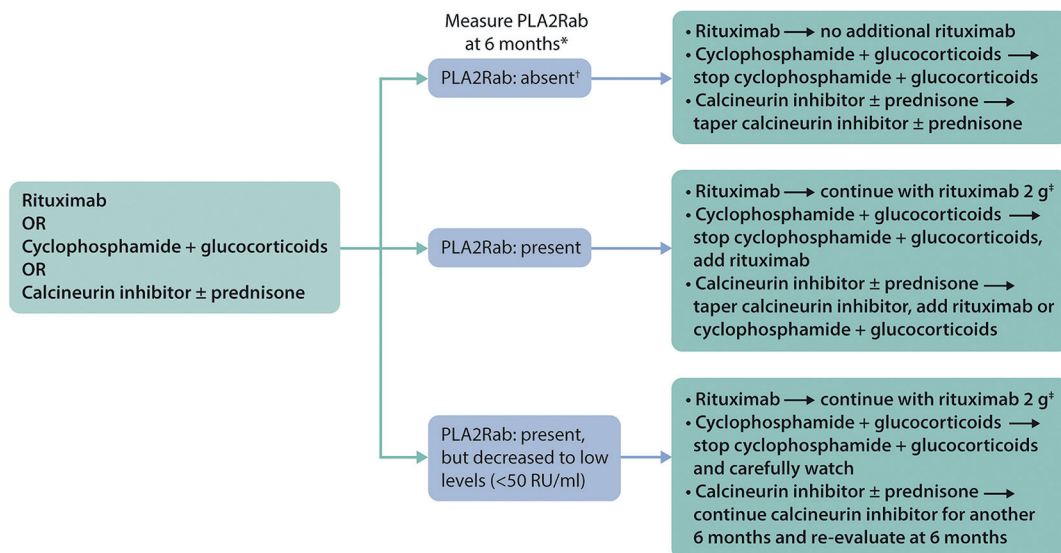 Measure PLA2Rab
at 6 months*
Rituximab
OR
Cyclophosphamide + glucocorticoids
OR
Calcineurin inhibitor ± prednisone
PLA2Rab: absent†
• Rituximab → no additional rituximab
• Cyclophosphamide + glucocorticoids →
stop cyclophosphamide + glucocorticoids
• Calcineurin inhibitor ± prednisone →
taper calcineurin inhibitor ± prednisone
PLA2Rab: present
• Rituximab → continue with rituximab 2 g‡
• Cyclophosphamide + glucocorticoids →
stop cyclophosphamide + glucocorticoids,
add rituximab
• Calcineurin inhibitor ± prednisone →
taper calcineurin inhibitor, add rituximab or
cyclophosphamide + glucocorticoids
PLA2Rab: present,
but decreased to low
levels (<50 RU/ml)
• Rituximab → continue with rituximab 2 g‡
• Cyclophosphamide + glucocorticoids →
stop cyclophosphamide + glucocorticoids
and carefully watch
• Calcineurin inhibitor ± prednisone →
continue calcineurin inhibitor for another
6 months and re-evaluate at 6 months